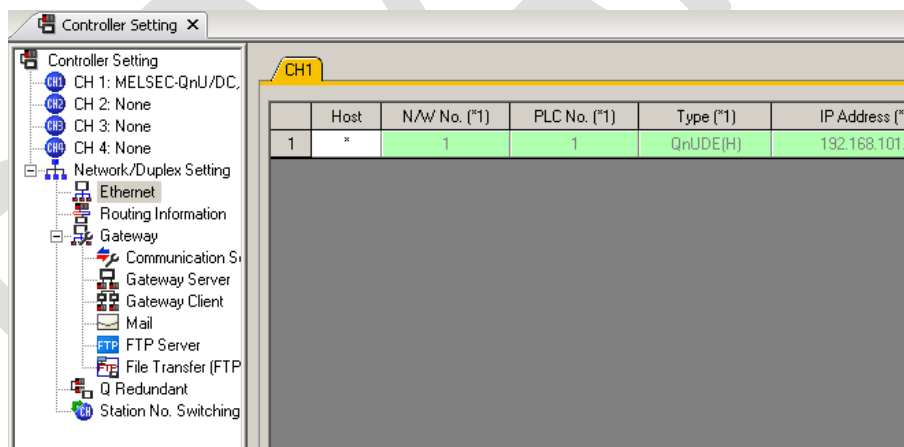 Controller Setting
Controller Setting
CH 1: MELSEC-QnU/DC,
CH 2: None
CH 3: None
CH 4: None
Network/Duplex Setting
Ethernet
Routing Information
Gateway
Communication S
Gateway Server
Gateway Client
Mail
FTP Server
File Transfer (FTP
Q Redundant
Station No. Switching
CH1
Host N/W No. (*1) PLC No. (*1) Type (*1) IP Address (*
1 * 1 1 QnUDE(H) 192.168.101.